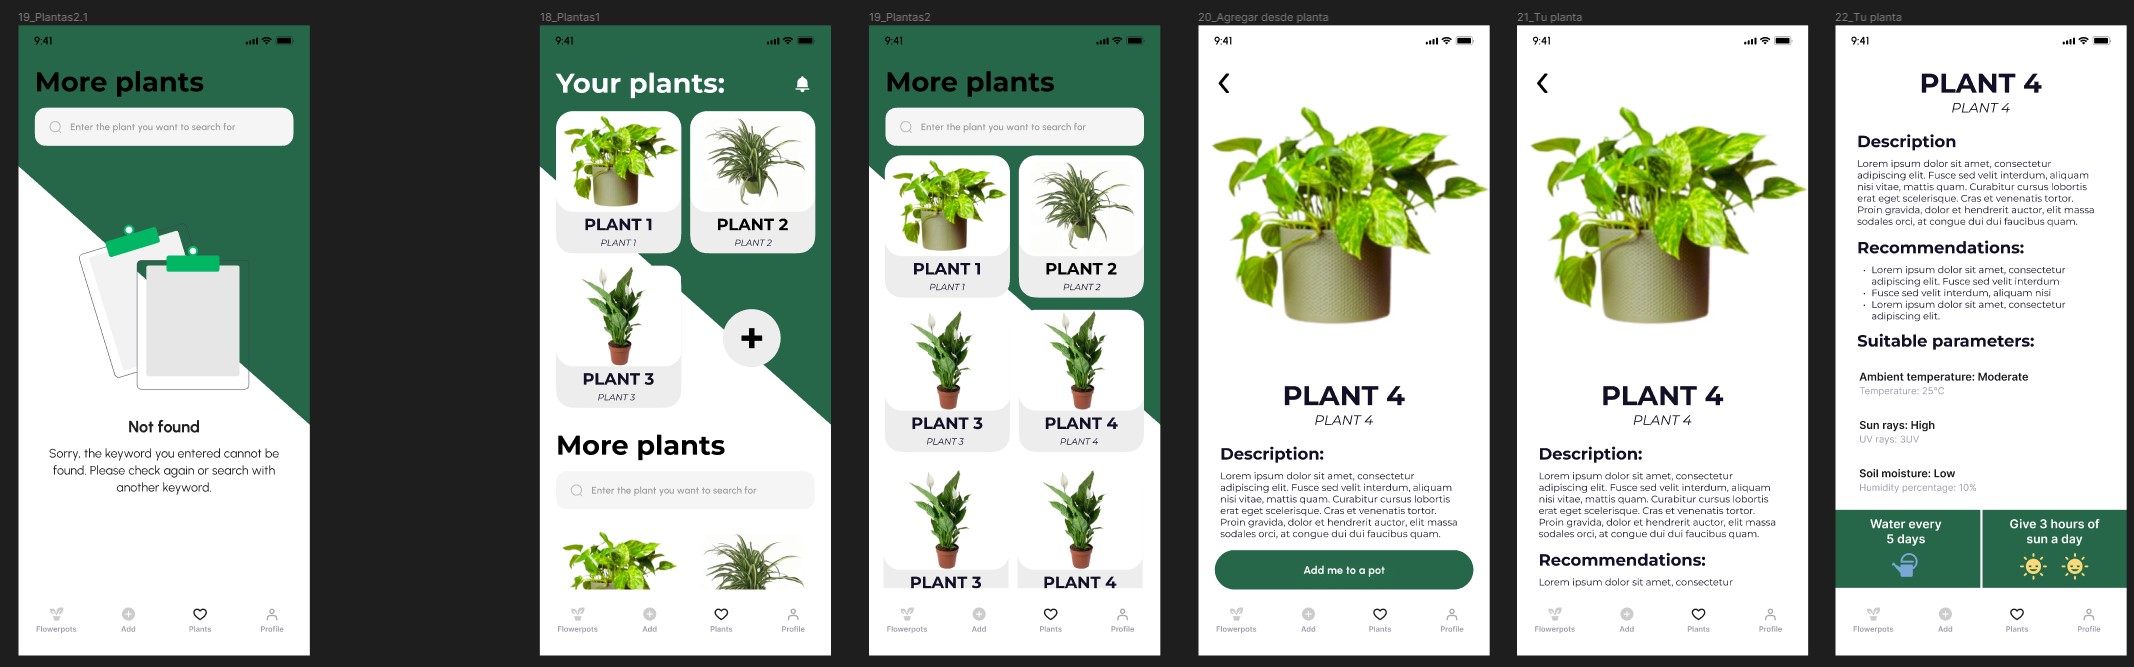 19_Plantas2.1
9:41
More plants
Enter the plant you want to search for
Not found
Sorry, the keyword you entered cannot be
found. Please check again or search with
another keyword.
Flowerpots
Add
Plants
Profile
18_Plantas1
9:41
Your plants:
PLANT 1
PLANT 1
PLANT 2
PLANT 2
PLANT 3
PLANT 3
More plants
Enter the plant you want to search for
Flowerpots
Add
Plants
Profile
19_Plantas2
9:41
More plants
Enter the plant you want to search for
PLANT 1
PLANT 1
PLANT 2
PLANT 2
PLANT 3
PLANT 3
PLANT 4
PLANT 4
PLANT 3
PLANT 4
Flowerpots
Add
Plants
Profile
20_Agregar desde planta
9:41
PLANT 4
PLANT 4
Description:
Lorem ipsum dolor sit amet, consectetur
adipiscing elit. Fusce sed velit interdum, aliquam
nisi vitae, mattis quam. Curabitur cursus lobortis
erat eget scelerisque. Cras et venenatis tortor.
Proin gravida, dolor et hendrerit auctor, elit massa
sodales orci, at congue dui dui faucibus quam.
Add me to a pot
Flowerpots
Add
Plants
Profile
21_Tu planta
9:41
PLANT 4
PLANT 4
Description:
Lorem ipsum dolor sit amet, consectetur
adipiscing elit. Fusce sed velit interdum, aliquam
nisi vitae, mattis quam. Curabitur cursus lobortis
erat eget scelerisque. Cras et venenatis tortor.
Proin gravida, dolor et hendrerit auctor, elit massa
sodales orci, at congue dui dui faucibus quam.
Recommendations:
Lorem ipsum dolor sit amet, consectetur
Flowerpots
Add
Plants
Profile
22_Tu planta
9:41
PLANT 4
PLANT 4
Description
Lorem ipsum dolor sit amet, consectetur
adipiscing elit. Fusce sed velit interdum, aliquam
nisi vitae, mattis quam. Curabitur cursus lobortis
erat eget scelerisque. Cras et venenatis tortor.
Proin gravida, dolor et hendrerit auctor, elit massa
sodales orci, at congue dui dui faucibus quam.
Recommendations:
• Lorem ipsum dolor sit amet, consectetur
adipiscing elit. Fusce sed velit interdum
• Fusce sed velit interdum, aliquam nisi
• Lorem ipsum dolor sit amet, consectetur
adipiscing elit.
Suitable parameters:
Ambient temperature: Moderate
Temperature: 25°C
Sun rays: High
UV rays: 3UV
Soil moisture: Low
Humidity percentage: 10%
Water every
5 days
Give 3 hours of
sun a day
Flowerpots
Add
Plants
Profile